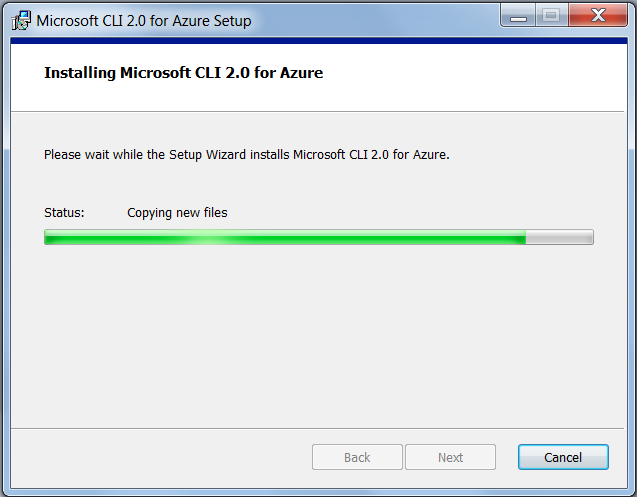 Microsoft CLI 2.0 for Azure Setup
Installing Microsoft CLI 2.0 for Azure
Please wait while the Setup Wizard installs Microsoft CLI 2.0 for Azure.
Status: Copying new files
Back Next Cancel